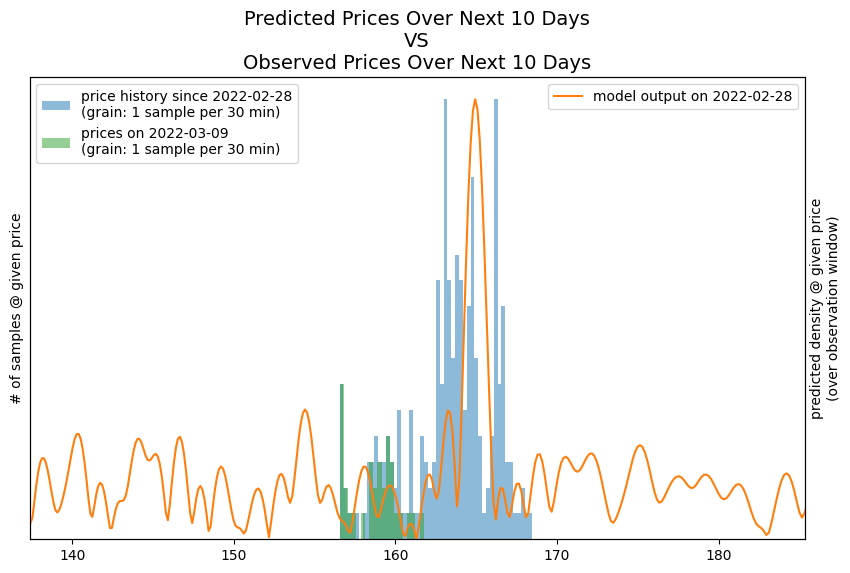 Predicted Prices Over Next 10 Days
VS
Observed Prices Over Next 10 Days
price history since 2022-02-28
(grain: 1 sample per 30 min)
prices on 2022-03-09
(grain: 1 sample per 30 min)
model output on 2022-02-28
# of samples @ given price
predicted density @ given price
(over observation window)
140
150
160
170
180